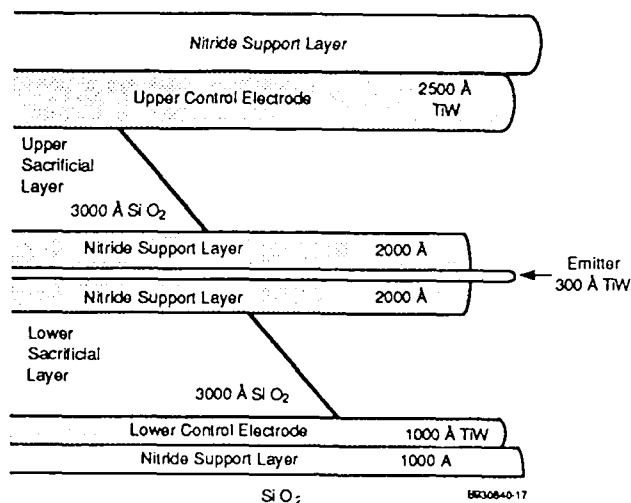 Nitride Support Layer
Upper Control Electrode
2500 Å
TiW
Upper
Sacrificial
Layer
3000 Å Si O2
Nitride Support Layer 2000 Å
Emitter
300 Å TiW
Nitride Support Layer 2000 Å
Lower
Sacrificial
Layer
3000 Å Si O2
Lower Control Electrode 1000 Å TiW
Nitride Support Layer 1000 A
Si O2
B930840-17